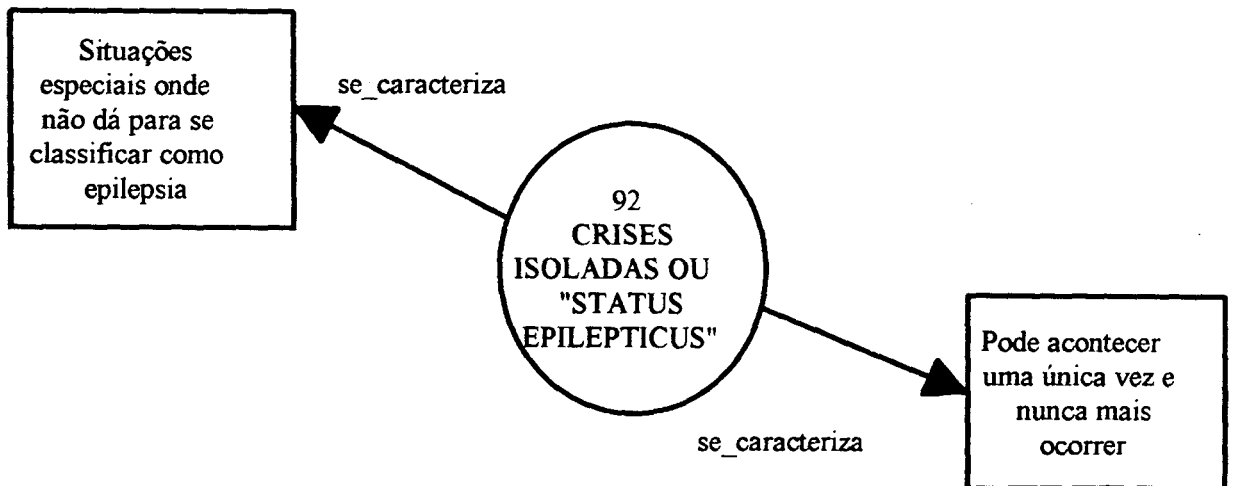 Situações
especiais onde
não dá para se
classificar como
epilepsia
se_caracteriza
92
CRISES
ISOLADAS OU
"STATUS
EPILEPTICUS"
se_caracteriza
Pode acontecer
uma única vez e
nunca mais
ocorrer